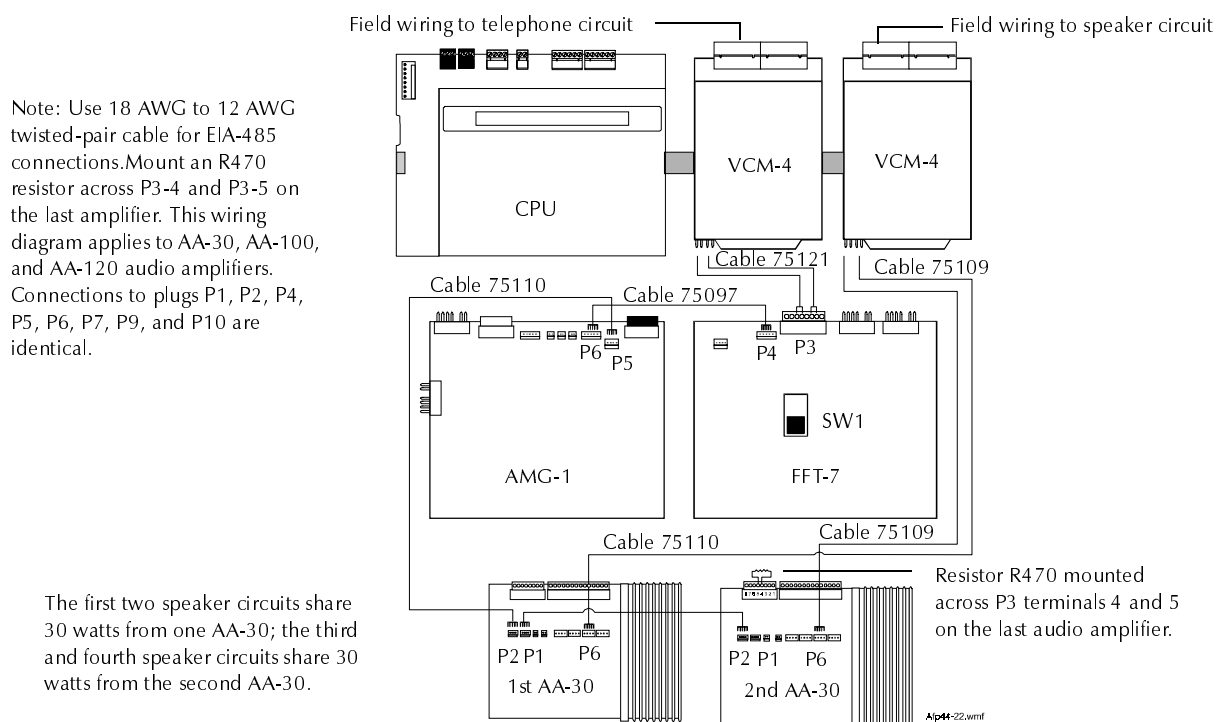 Field wiring to telephone circuit
Field wiring to speaker circuit
Note: Use 18 AWG to 12 AWG
twisted-pair cable for EIA-485
connections.Mount an R470
resistor across P3-4 and P3-5 on
the last amplifier. This wiring
diagram applies to AA-30, AA-100,
and AA-120 audio amplifiers.
Connections to plugs P1, P2, P4,
P5, P6, P7, P9, and P10 are
identical.
CPU
VCM-4
VCM-4
Cable 75121
Cable 75109
Cable 75110
Cable 75097
P6
P5
P4
P3
SW1
AMG-1
FFT-7
Cable 75110
Cable 75109
The first two speaker circuits share
30 watts from one AA-30; the third
and fourth speaker circuits share 30
watts from the second AA-30.
P2 P1
P6
1st AA-30
P2 P1
P6
2nd AA-30
Resistor R470 mounted
across P3 terminals 4 and 5
on the last audio amplifier.
Afp44-22.wmf